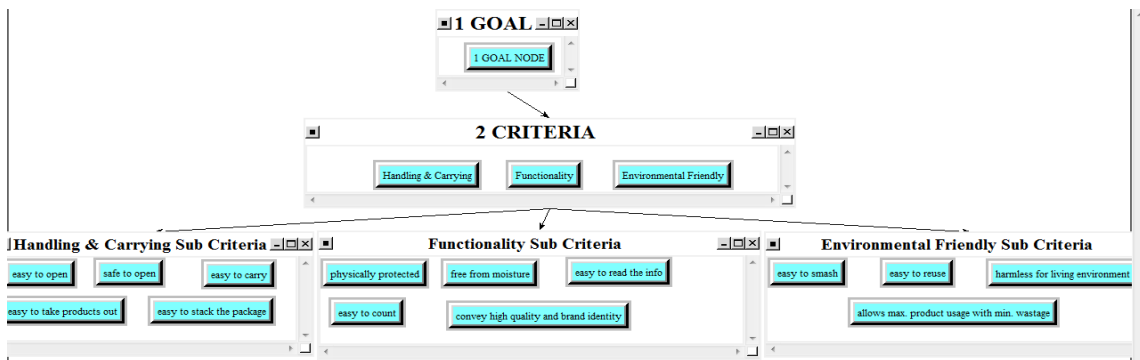 1 GOAL
1 GOAL NODE
2 CRITERIA
Handling & Carrying
Functionality
Environmental Friendly
Handling & Carrying Sub Criteria
easy to open
safe to open
easy to carry
easy to take products out
easy to stack the package
Functionality Sub Criteria
physically protected
free from moisture
easy to read the info
easy to count
convey high quality and brand identity
Environmental Friendly Sub Criteria
easy to smash
easy to reuse
harmless for living environment
allows max. product usage with min. wastage